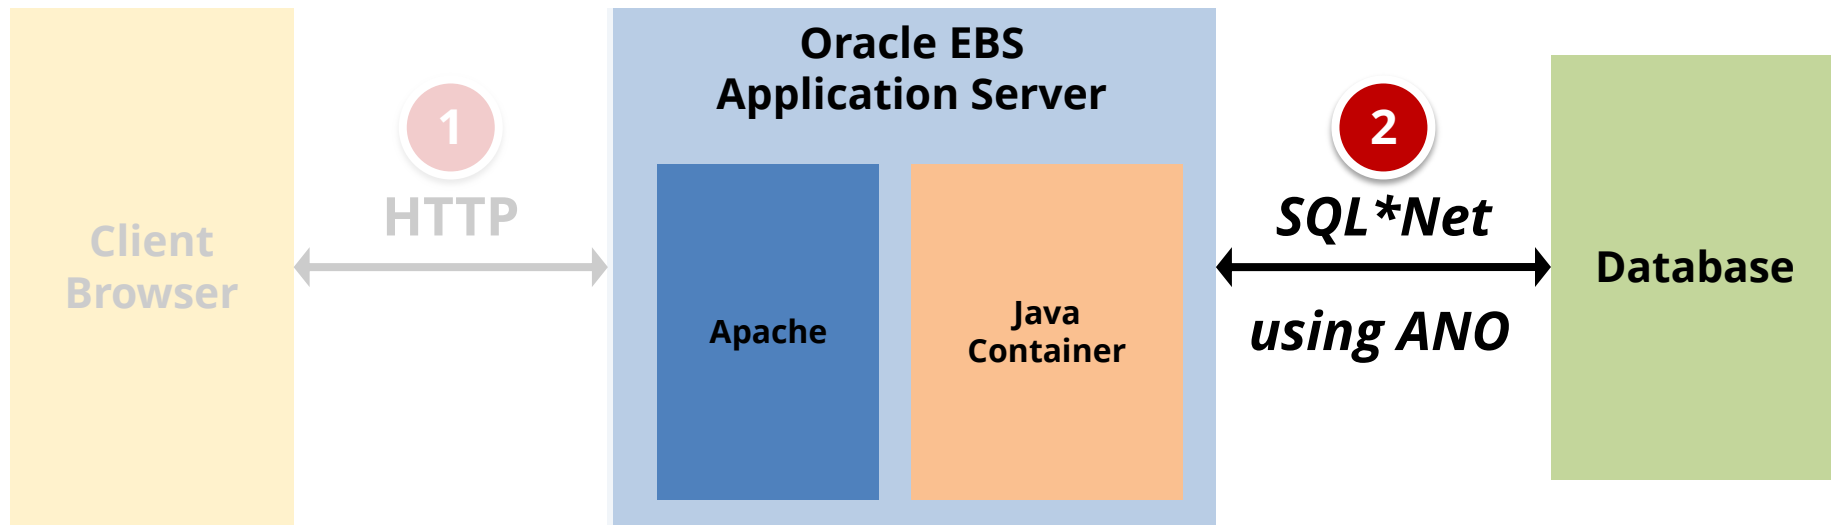 Client
Browser
1
HTTP
Oracle EBS
Application Server
Apache
Java
Container
2
SQL*Net
using ANO
Database